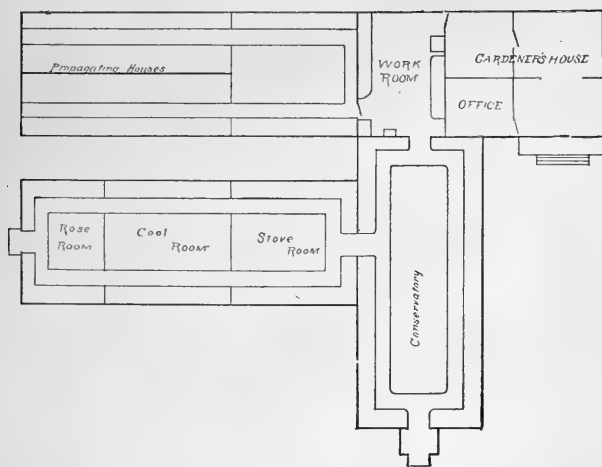 Propagating Houses
WORK
ROOM
GARDENER'S HOUSE
OFFICE
ROSE
ROOM
Cool
ROOM
Stove
ROOM
Conservatory